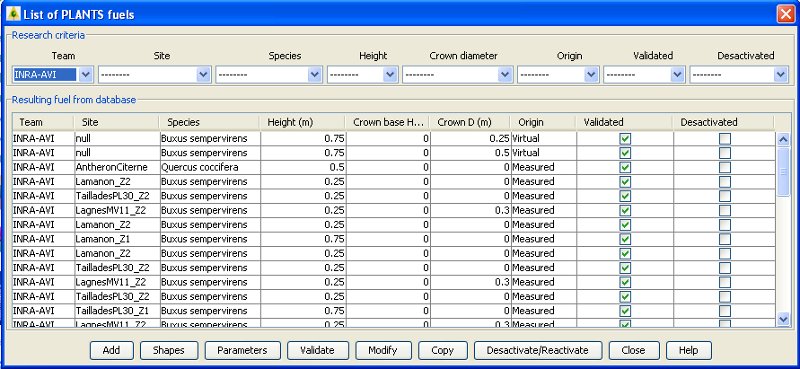 List of PLANTS fuels
Research criteria
Team Site Species Height Crown diameter Origin Validated Desactivated
INRA-AVI -------- -------- -------- -------- -------- -------- --------
Resulting fuel from database
Team Site Species Height (m) Crown base H... Crown D (m) Origin Validated Desactivated
INRA-AVI null Buxus sempervirens 0.75 0 0.25 Virtual
INRA-AVI null Buxus sempervirens 0.75 0 0.5 Virtual
INRA-AVI AntheronCiterne Quercus coccifera 0.5 0 0 Measured
INRA-AVI Lamanon_Z2 Buxus sempervirens 0.25 0 0 Measured
INRA-AVI TailladesPL30_Z2 Buxus sempervirens 0.25 0 0 Measured
INRA-AVI LagnesMV11_Z2 Buxus sempervirens 0.25 0 0.3 Measured
INRA-AVI Lamanon_Z2 Buxus sempervirens 0.25 0 0 Measured
INRA-AVI Lamanon_Z1 Buxus sempervirens 0.75 0 0 Measured
INRA-AVI Lamanon_Z2 Buxus sempervirens 0.25 0 0 Measured
INRA-AVI TailladesPL30_Z2 Buxus sempervirens 0.25 0 0 Measured
INRA-AVI LagnesMV11_Z2 Buxus sempervirens 0.25 0 0.3 Measured
INRA-AVI TailladesPL30_Z2 Buxus sempervirens 0.25 0 0 Measured
INRA-AVI TailladesPL30_Z1 Buxus sempervirens 0.75 0 0 Measured
INRA-AVI LagnesMV11_Z2 Buxus sempervirens 0.25 0 0.3 Measured
Add Shapes Parameters Validate Modify Copy Desactivate/Reactivate Close Help